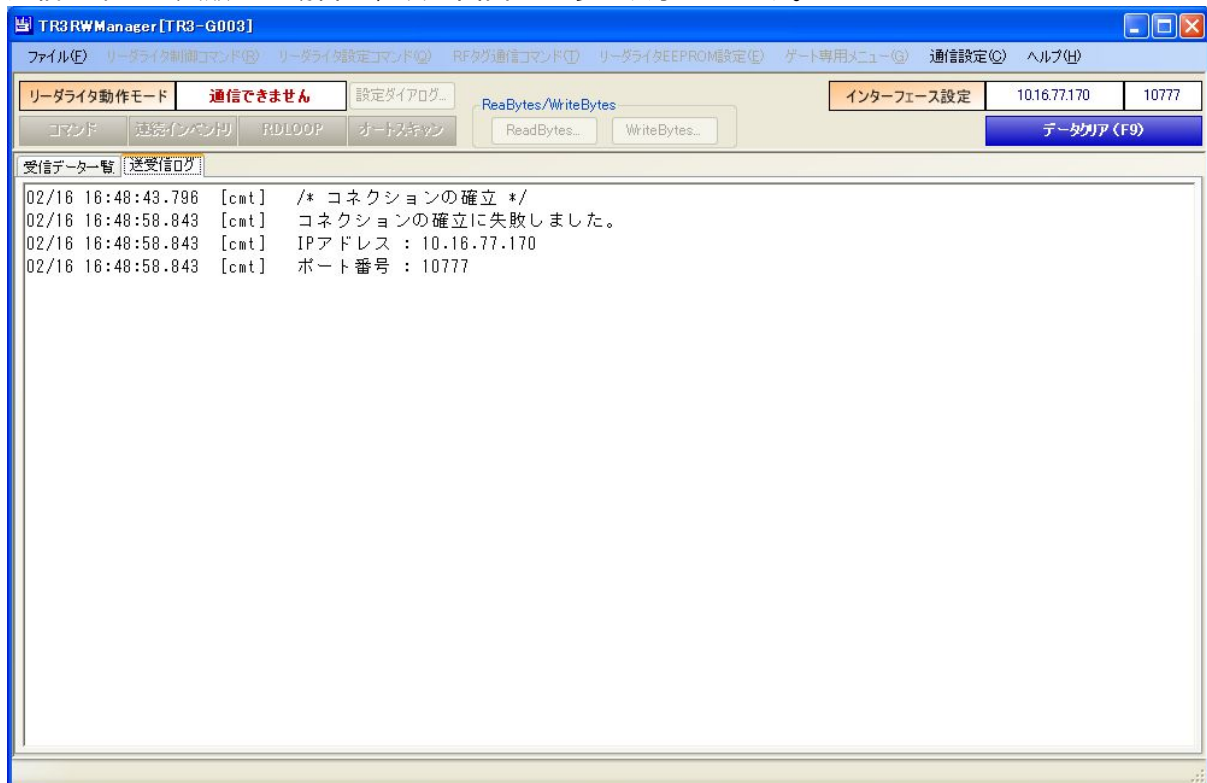 TR3RWManager[TR3-G003]
ファイル(F) リーダライタ制御コマンド(R) リーダライタ設定コマンド(Q) RFタグ通信コマンド(T) リーダライタEEPROM設定(E) ゲート専用メニュー(G) 通信設定(C) ヘルプ(H)
リーダライタ動作モード 通信できません 設定ダイアログ... ReaBytes/WriteBytes インターフェース設定 10.16.77.170 10777
コマンド 連続インベントリ RDLOOP オートスキャン ReadBytes... WriteBytes... データクリア(F9)
受信データ一覧 送受信ログ
02/16 16:48:43.796 [cmt] /* コネクションの確立 */
02/16 16:48:58.843 [cmt] コネクションの確立に失敗しました。
02/16 16:48:58.843 [cmt] IPアドレス : 10.16.77.170
02/16 16:48:58.843 [cmt] ポート番号 : 10777